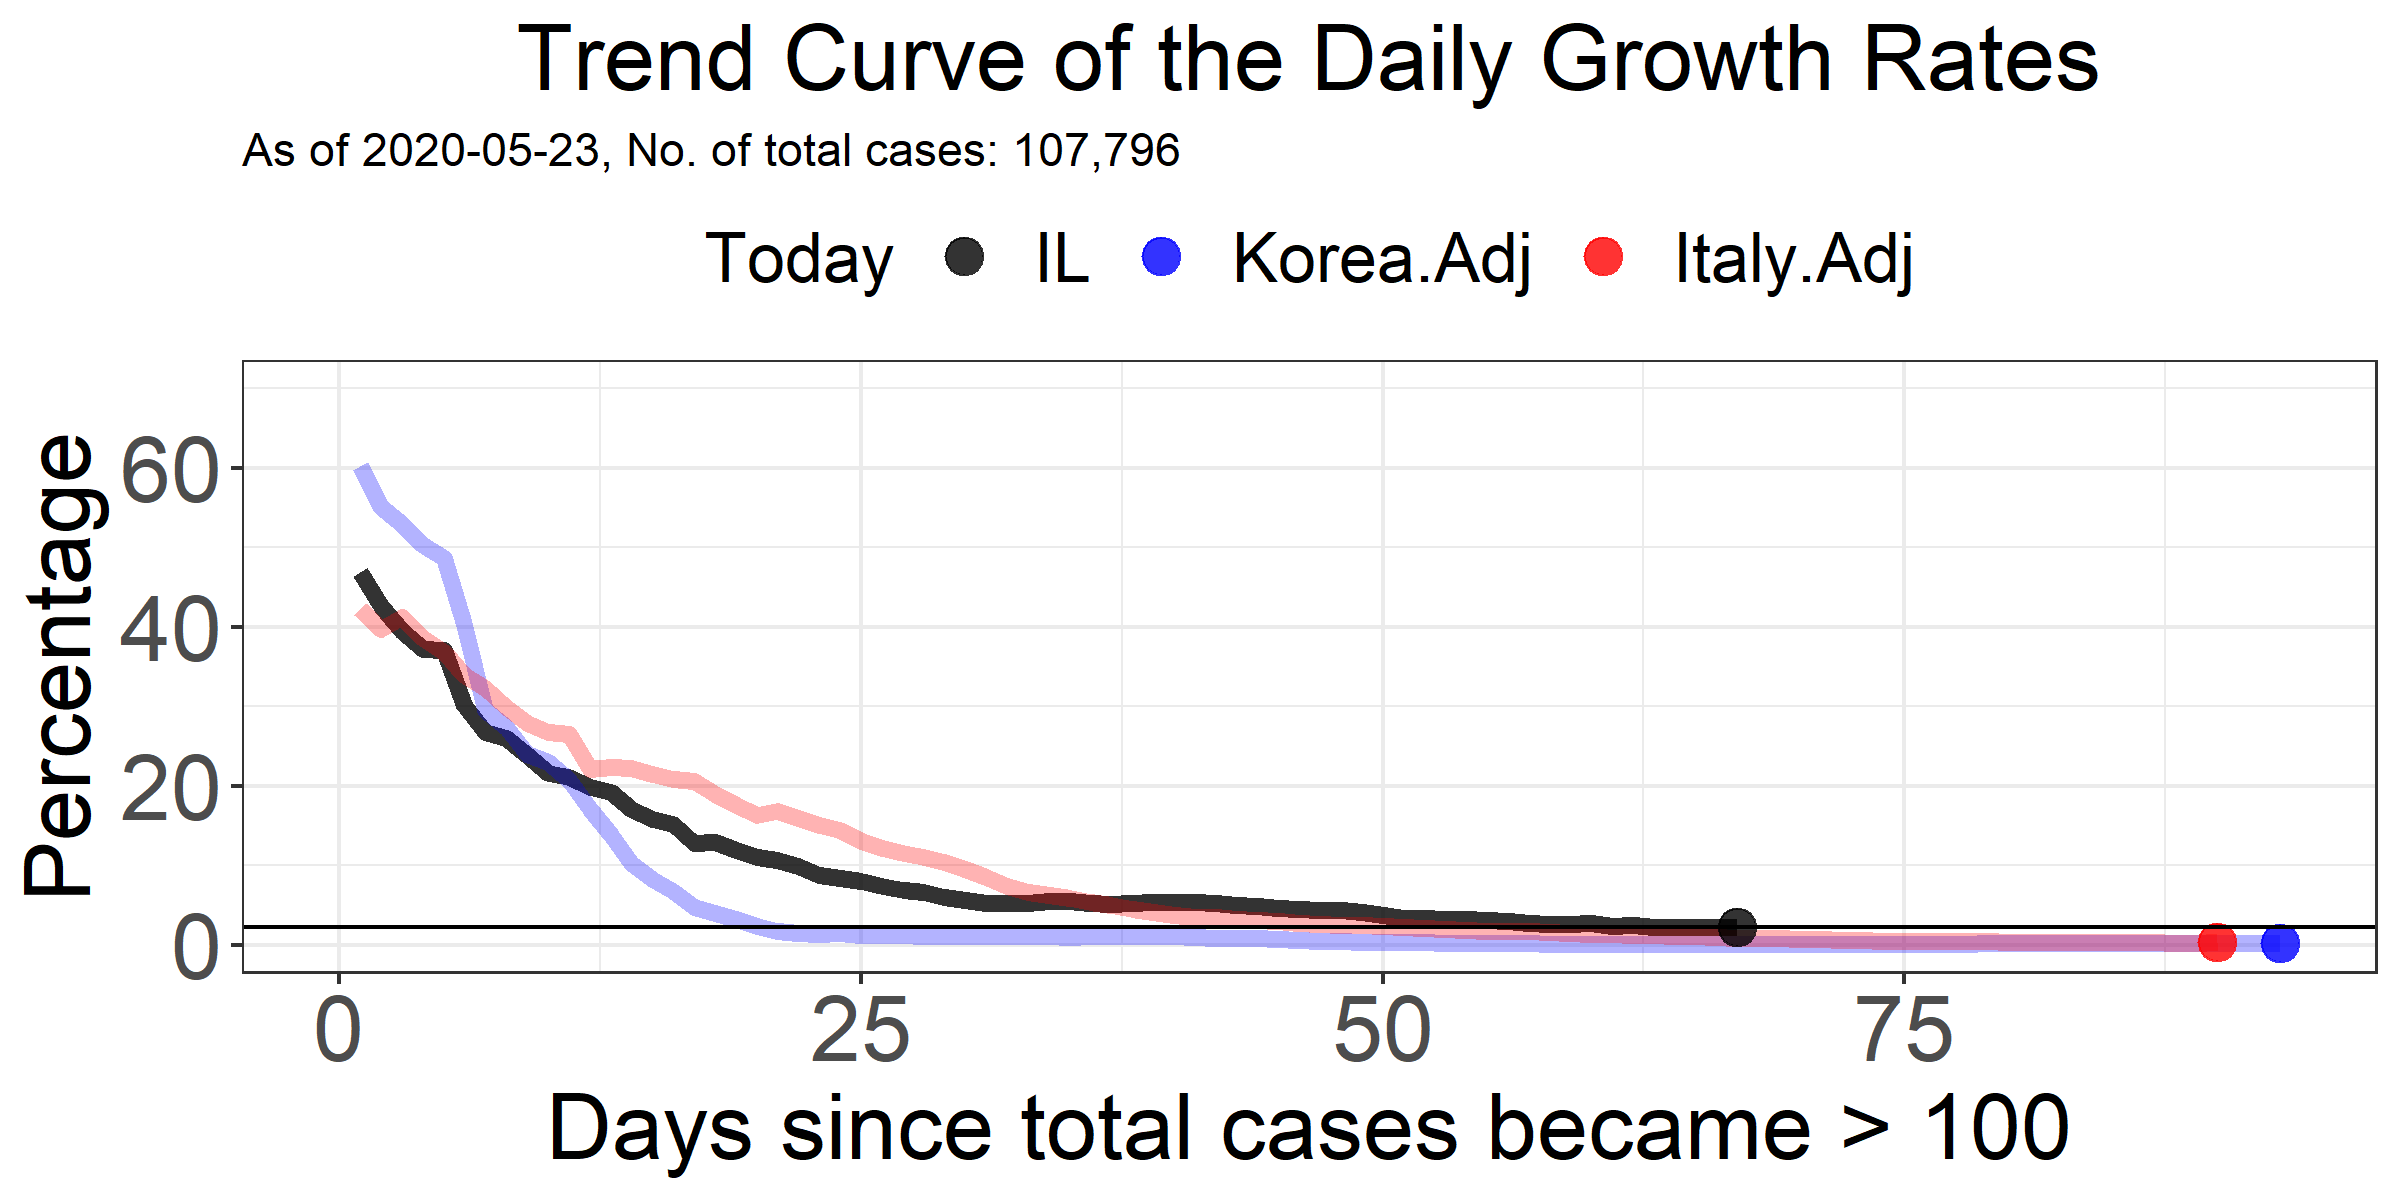 Trend Curve of the Daily Growth Rates
As of 2020-05-23, No. of total cases: 107,796
Today IL Korea.Adj Italy.Adj
Percentage
60
40
20
0
0 25 50 75
Days since total cases became > 100